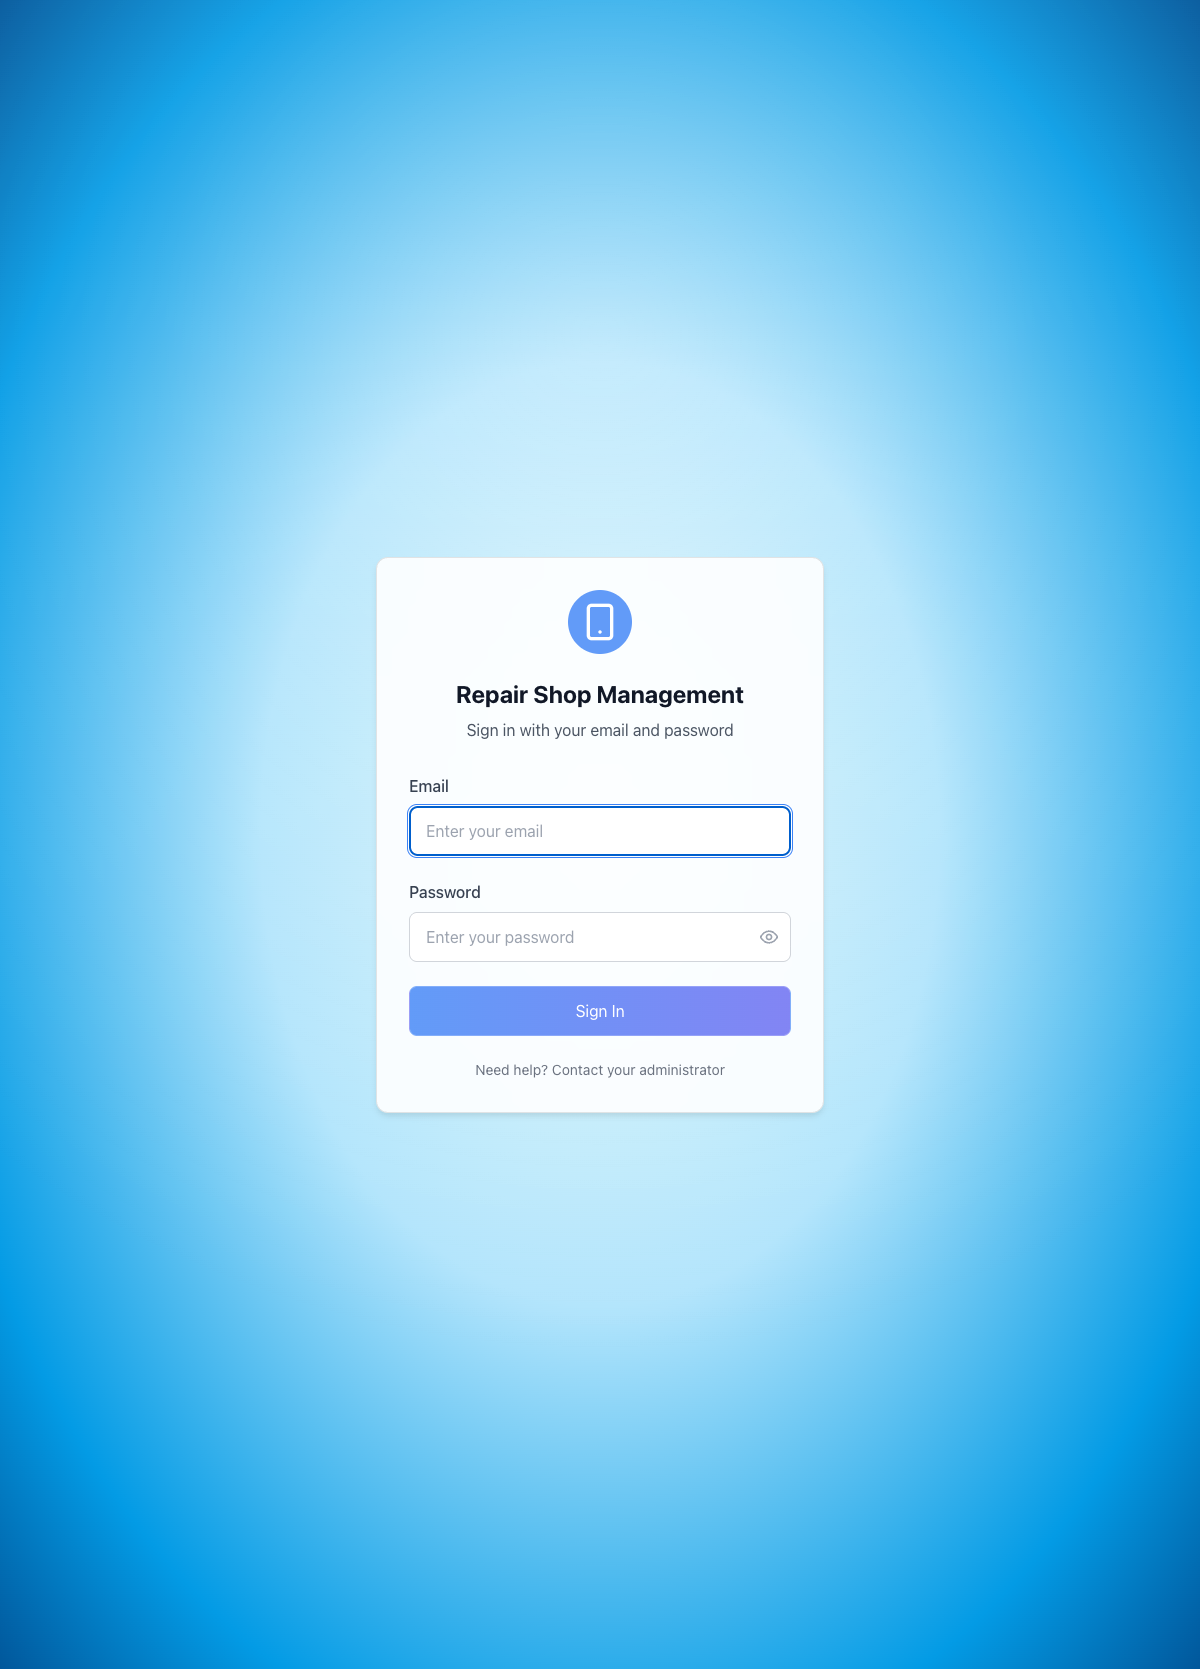 Repair Shop Management
Sign in with your email and password
Email
Enter your email
Password
Enter your password
Sign In
Need help? Contact your administrator